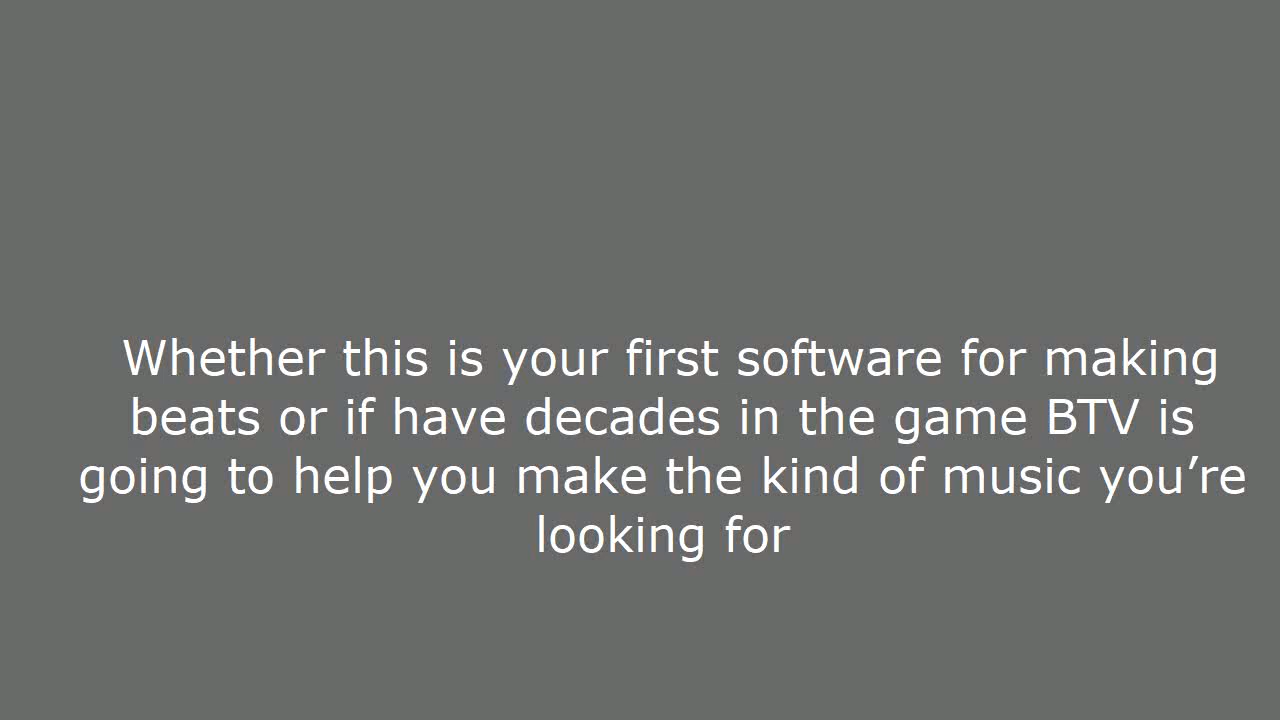 Whether this is your first software for making
beats or if have decades in the game BTV is
going to help you make the kind of music you’re
looking for